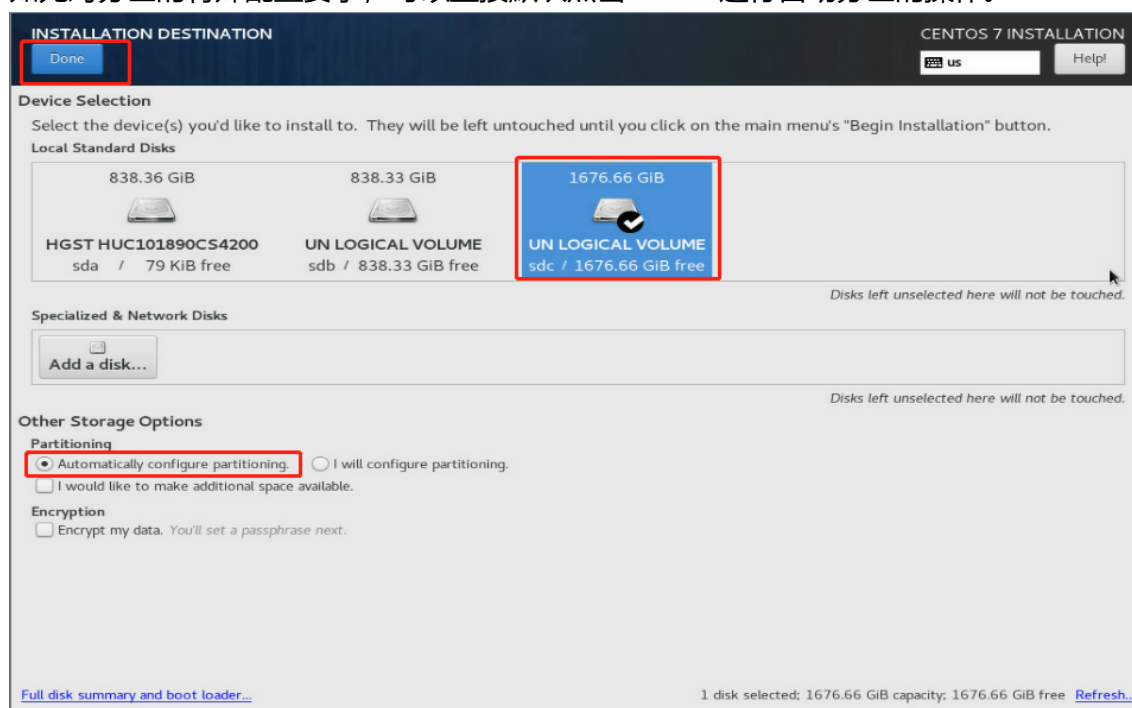 INSTALLATION DESTINATION
CENTOS 7 INSTALLATION
Done
us
Help!
Device Selection
Select the device(s) you'd like to install to. They will be left untouched until you click on the main menu's "Begin Installation" button.
Local Standard Disks
838.36 GiB
838.33 GiB
1676.66 GiB
HGST HUC101890CS4200
UN LOGICAL VOLUME
UN LOGICAL VOLUME
sda / 79 KiB free
sdb / 838.33 GiB free
sdc / 1676.66 GiB free
Disks left unselected here will not be touched.
Specialized & Network Disks
Add a disk...
Disks left unselected here will not be touched.
Other Storage Options
Partitioning
Automatically configure partitioning.
I will configure partitioning.
I would like to make additional space available.
Encryption
Encrypt my data. You'll set a passphrase next.
Full disk summary and boot loader...
1 disk selected; 1676.66 GiB capacity; 1676.66 GiB free Refresh..